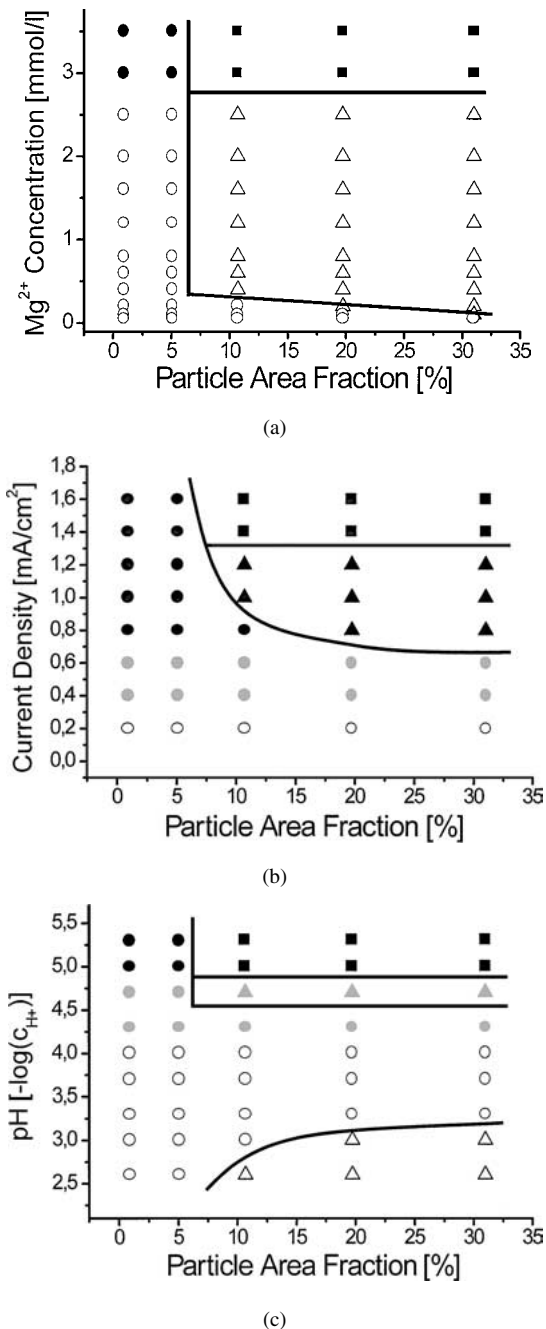 3
2
1
0
Mg²⁺ Concentration [mmol/l]
0 5 10 15 20 25 30 35
Particle Area Fraction [%]
(a)
1,8
1,6
1,4
1,2
1,0
0,8
0,6
0,4
0,2
0,0
Current Density [mA/cm²]
0 5 10 15 20 25 30 35
Particle Area Fraction [%]
(b)
5,5
5,0
4,5
4,0
3,5
3,0
2,5
pH [-log(c_H+)]
0 5 10 15 20 25 30 35
Particle Area Fraction [%]
(c)